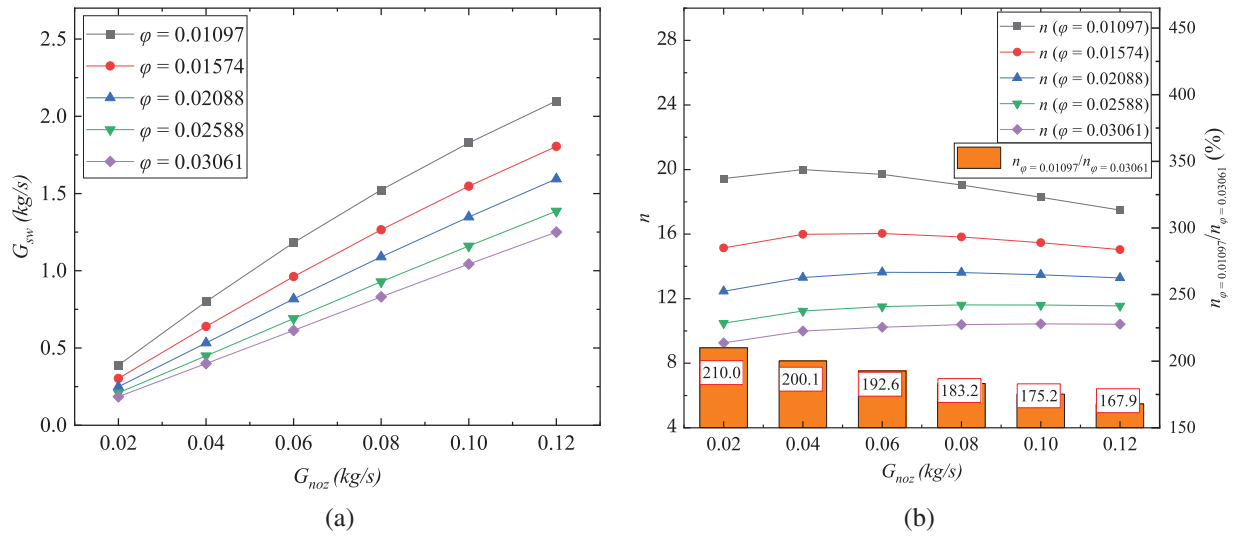 2.5
2.0
1.5
1.0
0.5
0.0
G_sw (kg/s)
φ = 0.01097
φ = 0.01574
φ = 0.02088
φ = 0.02588
φ = 0.03061
0.02 0.04 0.06 0.08 0.10 0.12
G_noz (kg/s)
(a)
28
24
20
16
12
8
4
n
n (φ = 0.01097)
n (φ = 0.01574)
n (φ = 0.02088)
n (φ = 0.02588)
n (φ = 0.03061)
n_φ = 0.01097/n_φ = 0.03061
210.0 200.1 192.6 183.2 175.2 167.9
450
400
350
300
250
200
150
n_φ = 0.01097/n_φ = 0.03061 (%)
0.02 0.04 0.06 0.08 0.10 0.12
G_noz (kg/s)
(b)